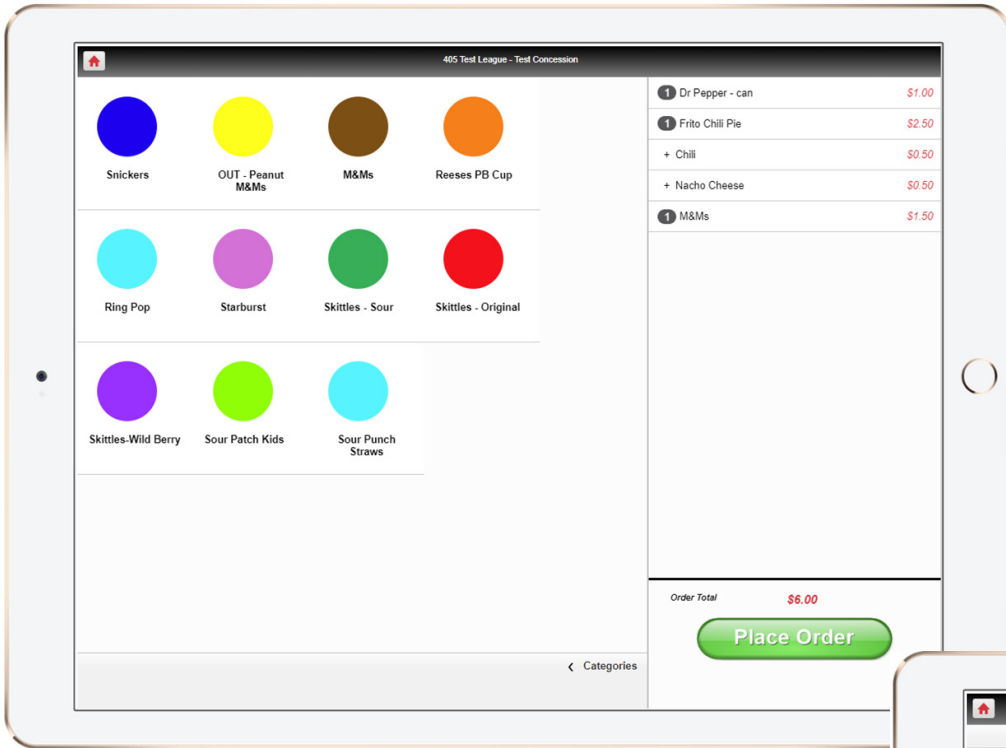 405 Test League - Test Concession
Snickers
OUT - Peanut
M&Ms
M&Ms
Reeses PB Cup
Ring Pop
Starburst
Skittles - Sour
Skittles - Original
Skittles-Wild Berry
Sour Patch Kids
Sour Punch
Straws
‹ Categories
1 Dr Pepper - can $1.00
1 Frito Chili Pie $2.50
+ Chili $0.50
+ Nacho Cheese $0.50
1 M&Ms $1.50
Order Total $6.00
Place Order